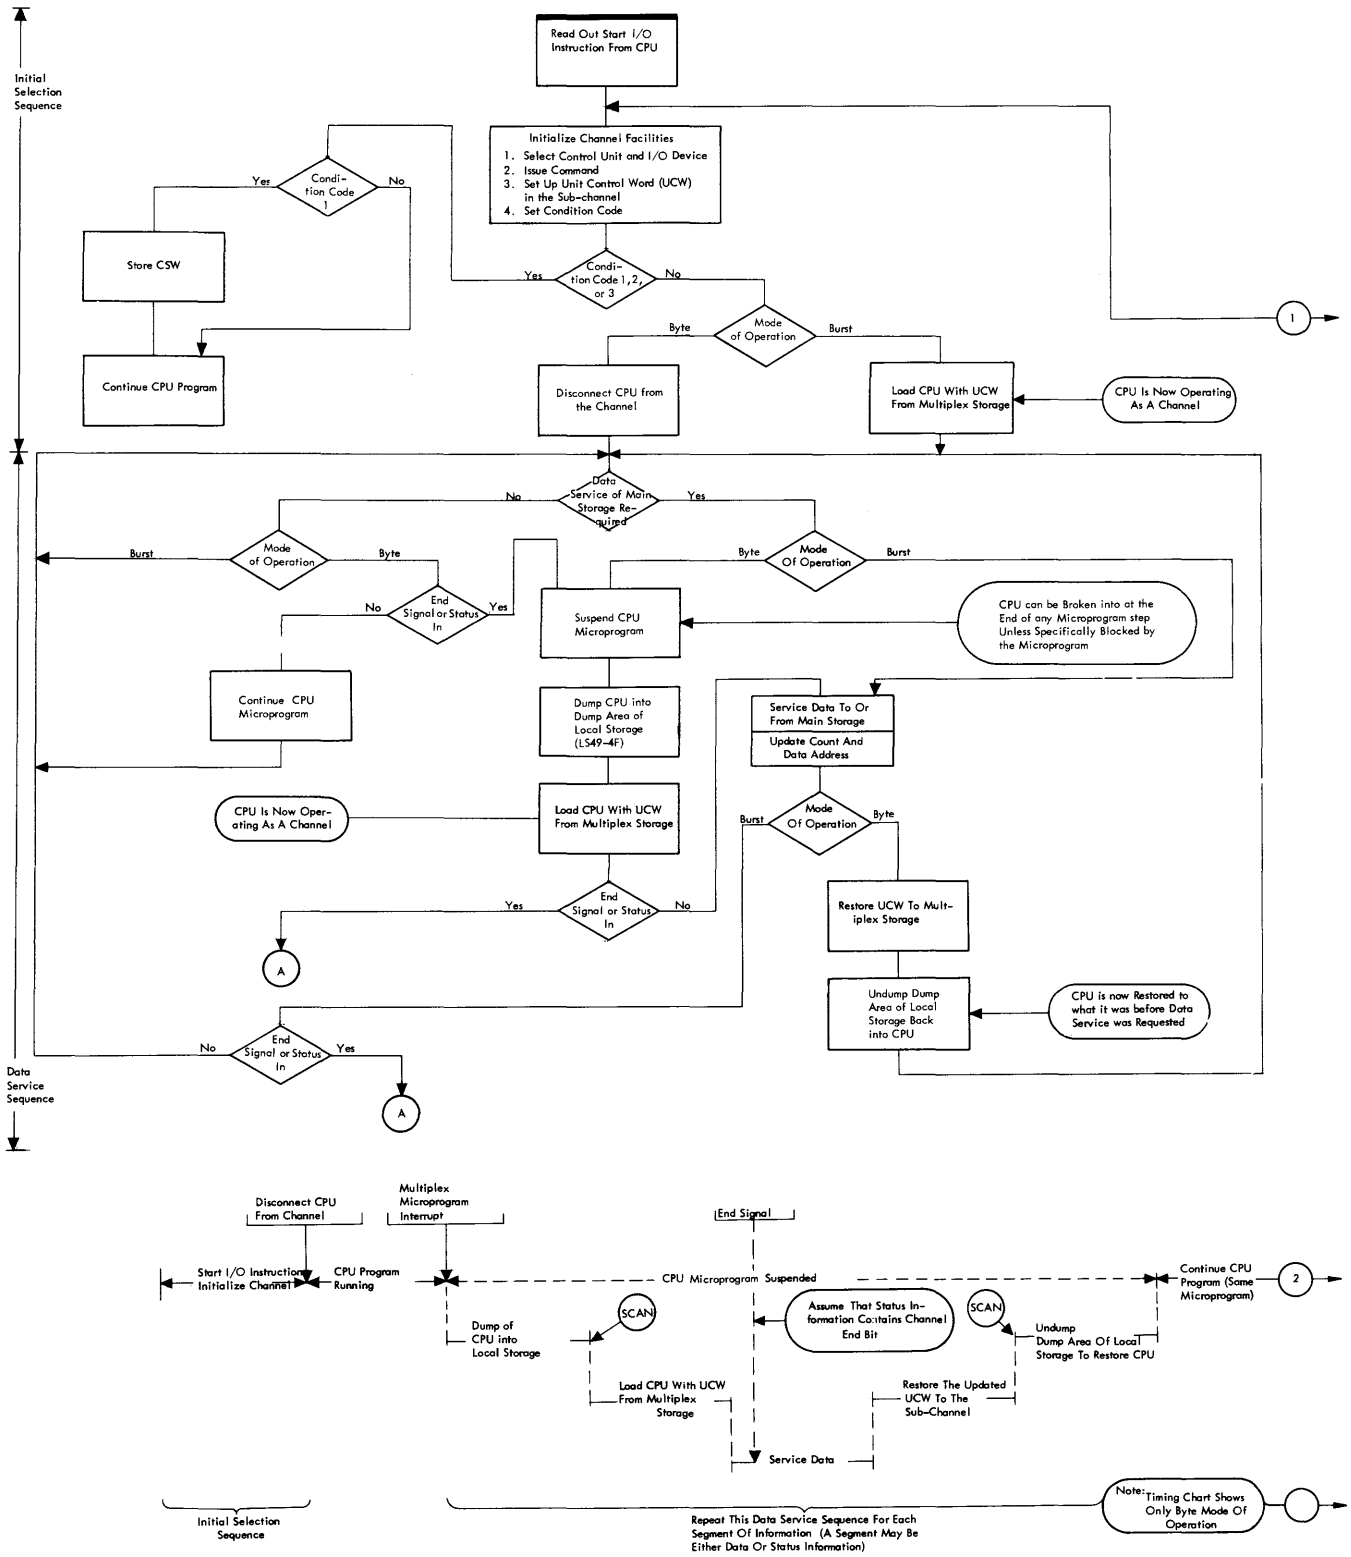 Read Out Start I/O
Instruction From CPU
Initial
Selection
Sequence
Initialize Channel Facilities
1. Select Control Unit and I/O Device
2. Issue Command
3. Set Up Unit Control Word (UCW)
in the Sub-channel
4. Set Condition Code
Condi-
tion Code
1
Yes
No
Store CSW
Continue CPU Program
Condi-
tion Code 1, 2,
or 3
Yes
No
Mode
of Operation
Byte
Burst
1
Disconnect CPU from
the Channel
Load CPU With UCW
From Multiplex Storage
CPU Is Now Operating
As A Channel
Data
Service of Main
Storage Re-
quired
No
Yes
Mode
of Operation
Burst
Byte
Mode
Of Operation
Byte
Burst
End
Signal or Status
In
No
Yes
Suspend CPU
Microprogram
CPU can be Broken into at the
End of any Microprogram step
Unless Specifically Blocked by
the Microprogram
Continue CPU
Microprogram
Dump CPU into
Dump Area of
Local Storage
(LS49-4F)
Service Data To Or
From Main Storage
Update Count And
Data Address
CPU Is Now Oper-
ating As A Channel
Load CPU With UCW
From Multiplex Storage
Mode
Of Operation
Burst
Byte
End
Signal or Status
In
Yes
No
Restore UCW To Mult-
iplex Storage
A
Undump Dump
Area of Local
Storage Back
into CPU
CPU is now Restored to
what it was before Data
Service was Requested
End
Signal or Status
In
No
Yes
A
Data
Service
Sequence
Disconnect CPU
From Channel
Multiplex
Microprogram
Interrupt
End Signal
Start I/O Instruction
Initialize Channel
CPU Program
Running
CPU Microprogram Suspended
Continue CPU
Program (Same
Microprogram)
2
SCAN
Assume That Status In-
formation Contains Channel
End Bit
SCAN
Dump of
CPU into
Local Storage
Undump
Dump Area Of Local
Storage To Restore CPU
Load CPU With UCW
From Multiplex
Storage
Restore The Updated
UCW To The
Sub-Channel
Service Data
Initial Selection
Sequence
Repeat This Data Service Sequence For Each
Segment Of Information (A Segment May Be
Either Data Or Status Information)
Note: Timing Chart Shows
Only Byte Mode Of
Operation